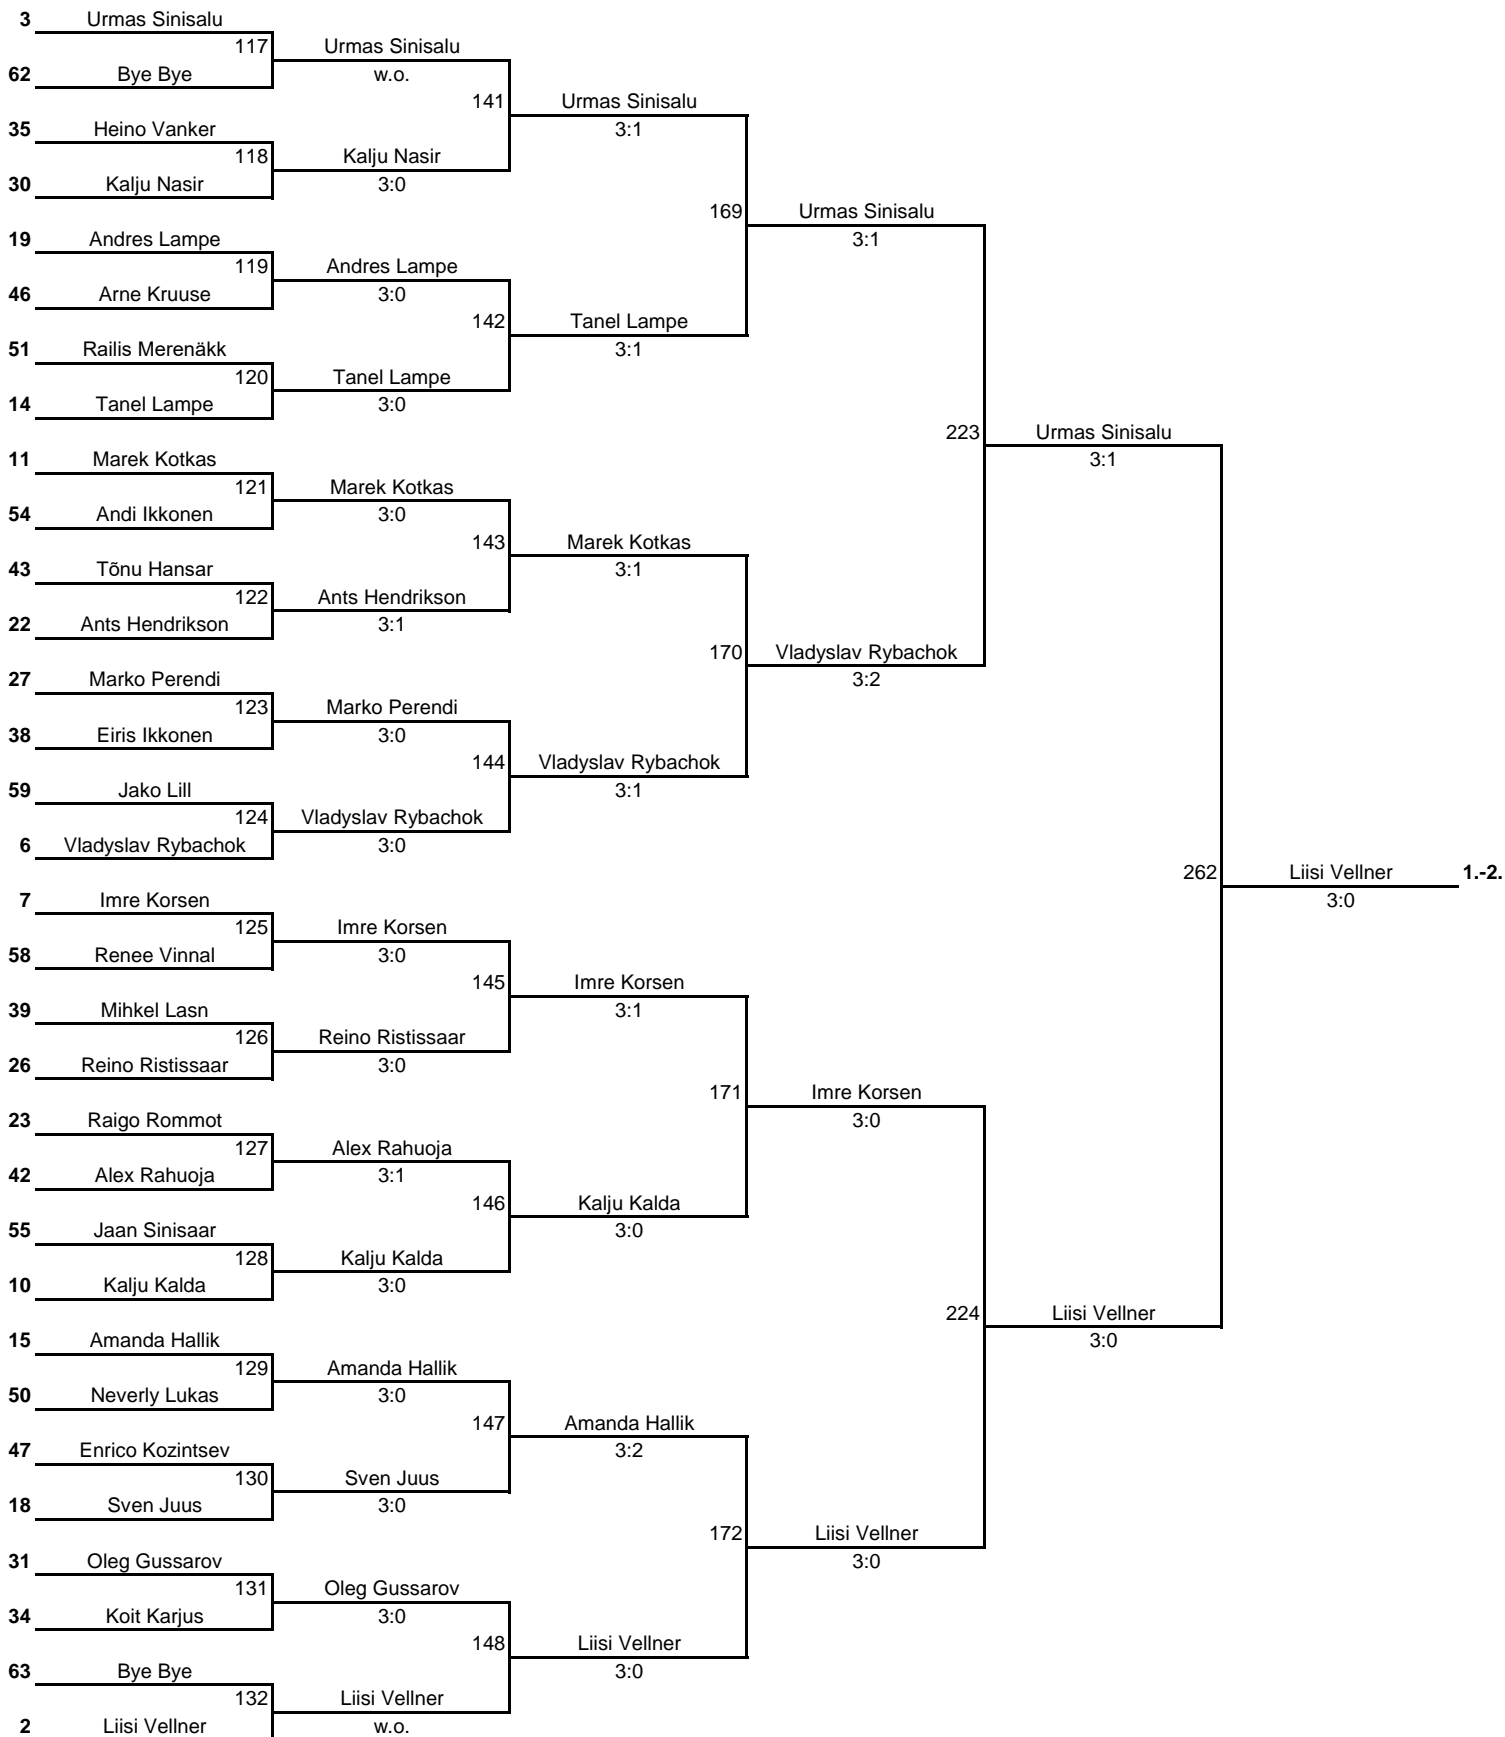 3 Urmas Sinisalu
117 Urmas Sinisalu
62 Bye Bye w.o.
141 Urmas Sinisalu
35 Heino Vanker 3:1
118 Kalju Nasir
30 Kalju Nasir 3:0
169 Urmas Sinisalu
19 Andres Lampe 3:1
119 Andres Lampe
46 Arne Kruuse 3:0
142 Tanel Lampe
51 Railis Merenäkk 3:1
120 Tanel Lampe
14 Tanel Lampe 3:0
223 Urmas Sinisalu
11 Marek Kotkas 3:1
121 Marek Kotkas
54 Andi Ikkonen 3:0
143 Marek Kotkas
43 Tõnu Hansar 3:1
122 Ants Hendrikson
22 Ants Hendrikson 3:1
170 Vladyslav Rybachok
27 Marko Perendi 3:2
123 Marko Perendi
38 Eiris Ikkonen 3:0
144 Vladyslav Rybachok
59 Jako Lill 3:1
124 Vladyslav Rybachok
6 Vladyslav Rybachok 3:0
262 Liisi Vellner 1.-2.
7 Imre Korsen 3:0
125 Imre Korsen
58 Renee Vinnal 3:0
145 Imre Korsen
39 Mihkel Lasn 3:1
126 Reino Ristissaar
26 Reino Ristissaar 3:0
171 Imre Korsen
23 Raigo Rommot 3:0
127 Alex Rahuoja
42 Alex Rahuoja 3:1
146 Kalju Kalda
55 Jaan Sinisaar 3:0
128 Kalju Kalda
10 Kalju Kalda 3:0
224 Liisi Vellner
15 Amanda Hallik 3:0
129 Amanda Hallik
50 Neverly Lukas 3:0
147 Amanda Hallik
47 Enrico Kozintsev 3:2
130 Sven Juus
18 Sven Juus 3:0
172 Liisi Vellner
31 Oleg Gussarov 3:0
131 Oleg Gussarov
34 Koit Karjus 3:0
148 Liisi Vellner
63 Bye Bye 3:0
132 Liisi Vellner
2 Liisi Vellner w.o.